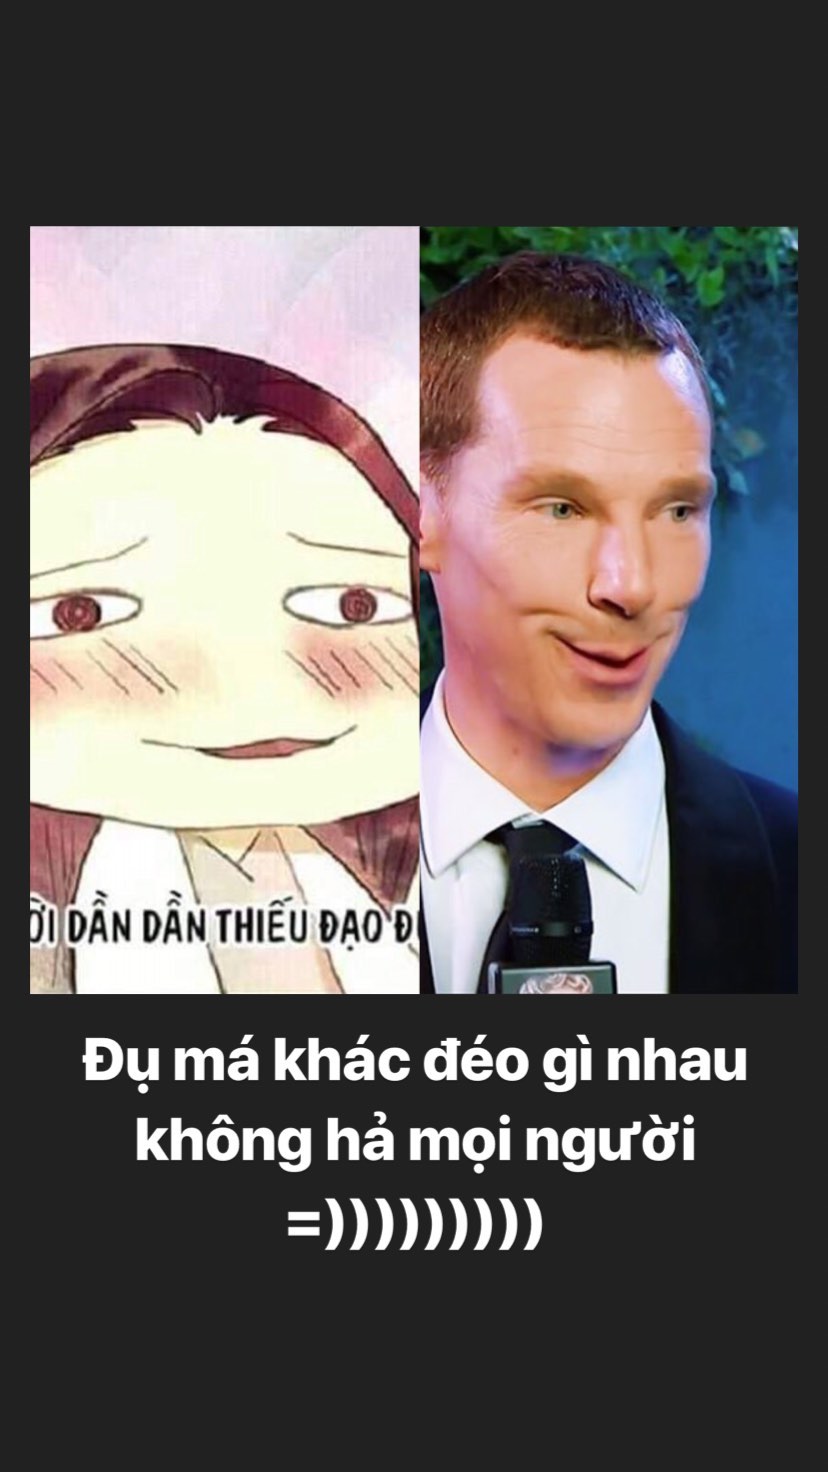 ỜI DẦN DẦN THIẾU ĐẠO Đ
Đụ má khác đéo gì nhau
không hả mọi người
=)))))))))